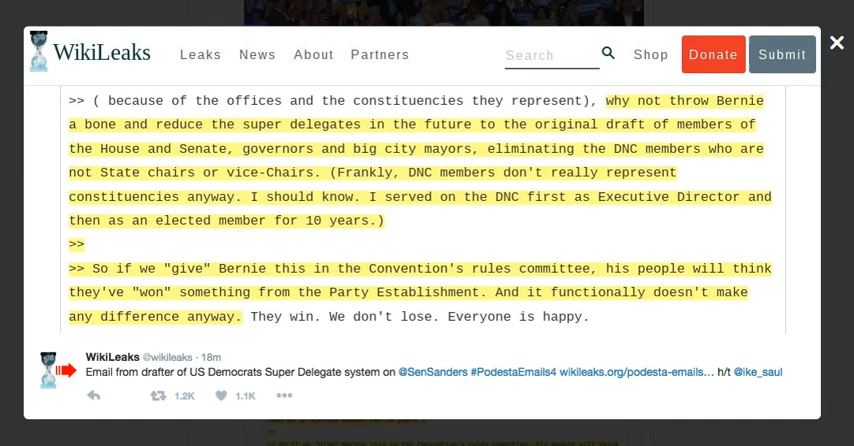 WikiLeaks Leaks News About Partners Search Shop Donate Submit
>> ( because of the offices and the constituencies they represent), why not throw Bernie
a bone and reduce the super delegates in the future to the original draft of members of
the House and Senate, governors and big city mayors, eliminating the DNC members who are
not State chairs or vice-Chairs. (Frankly, DNC members don't really represent
constituencies anyway. I should know. I served on the DNC first as Executive Director and
then as an elected member for 10 years.)
>>
>> So if we "give" Bernie this in the Convention's rules committee, his people will think
they've "won" something from the Party Establishment. And it functionally doesn't make
any difference anyway. They win. We don't lose. Everyone is happy.
WikiLeaks @wikileaks · 18m
Email from drafter of US Democrats Super Delegate system on @SenSanders #PodestaEmails4 wikileaks.org/podesta-emails… h/t @ike_saul
1.2K 1.1K